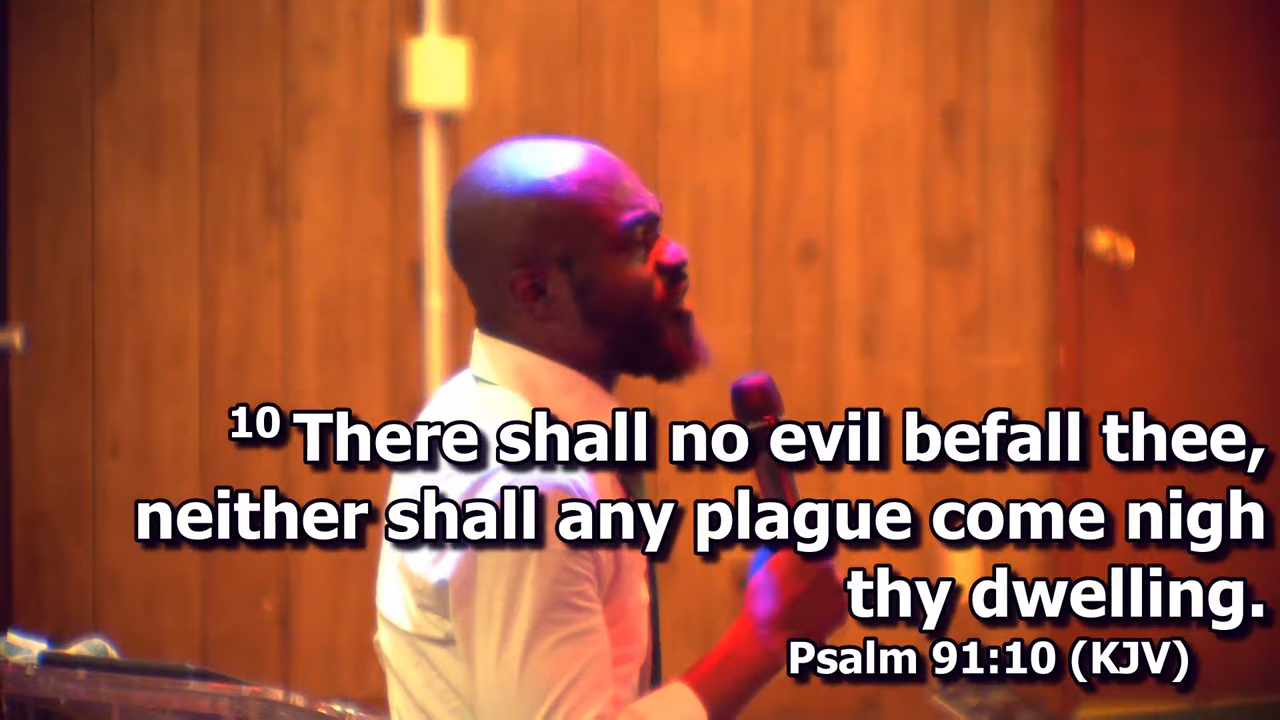 10 There shall no evil befall thee,
neither shall any plague come nigh
thy dwelling.
Psalm 91:10 (KJV)